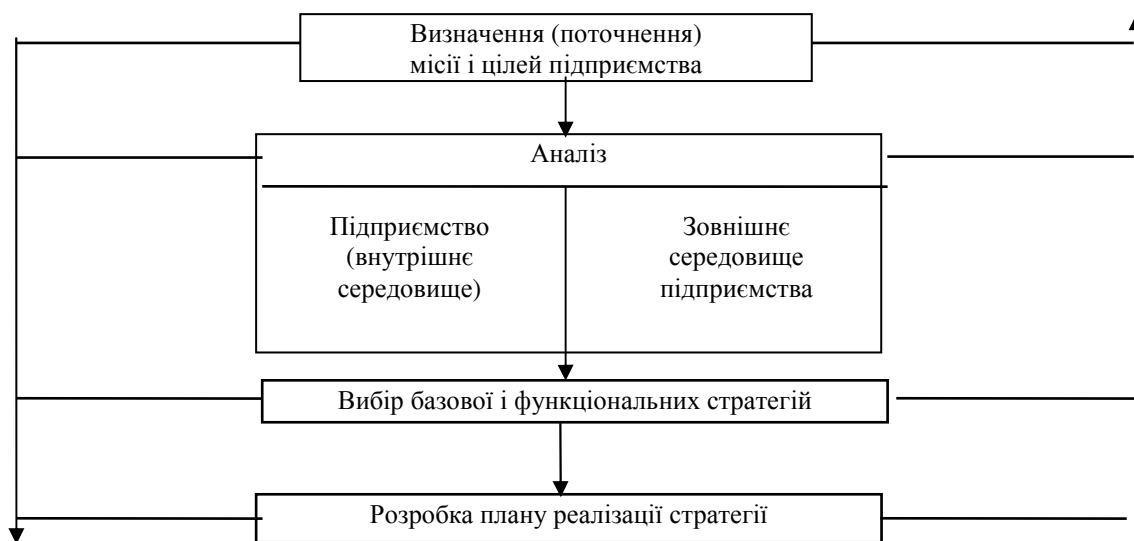 Визначення (поточнення)
місії і цілей підприємства
Аналіз
Підприємство
(внутрішнє
середовище)
Зовнішнє
середовище
підприємства
Вибір базової і функціональних стратегій
Розробка плану реалізації стратегії